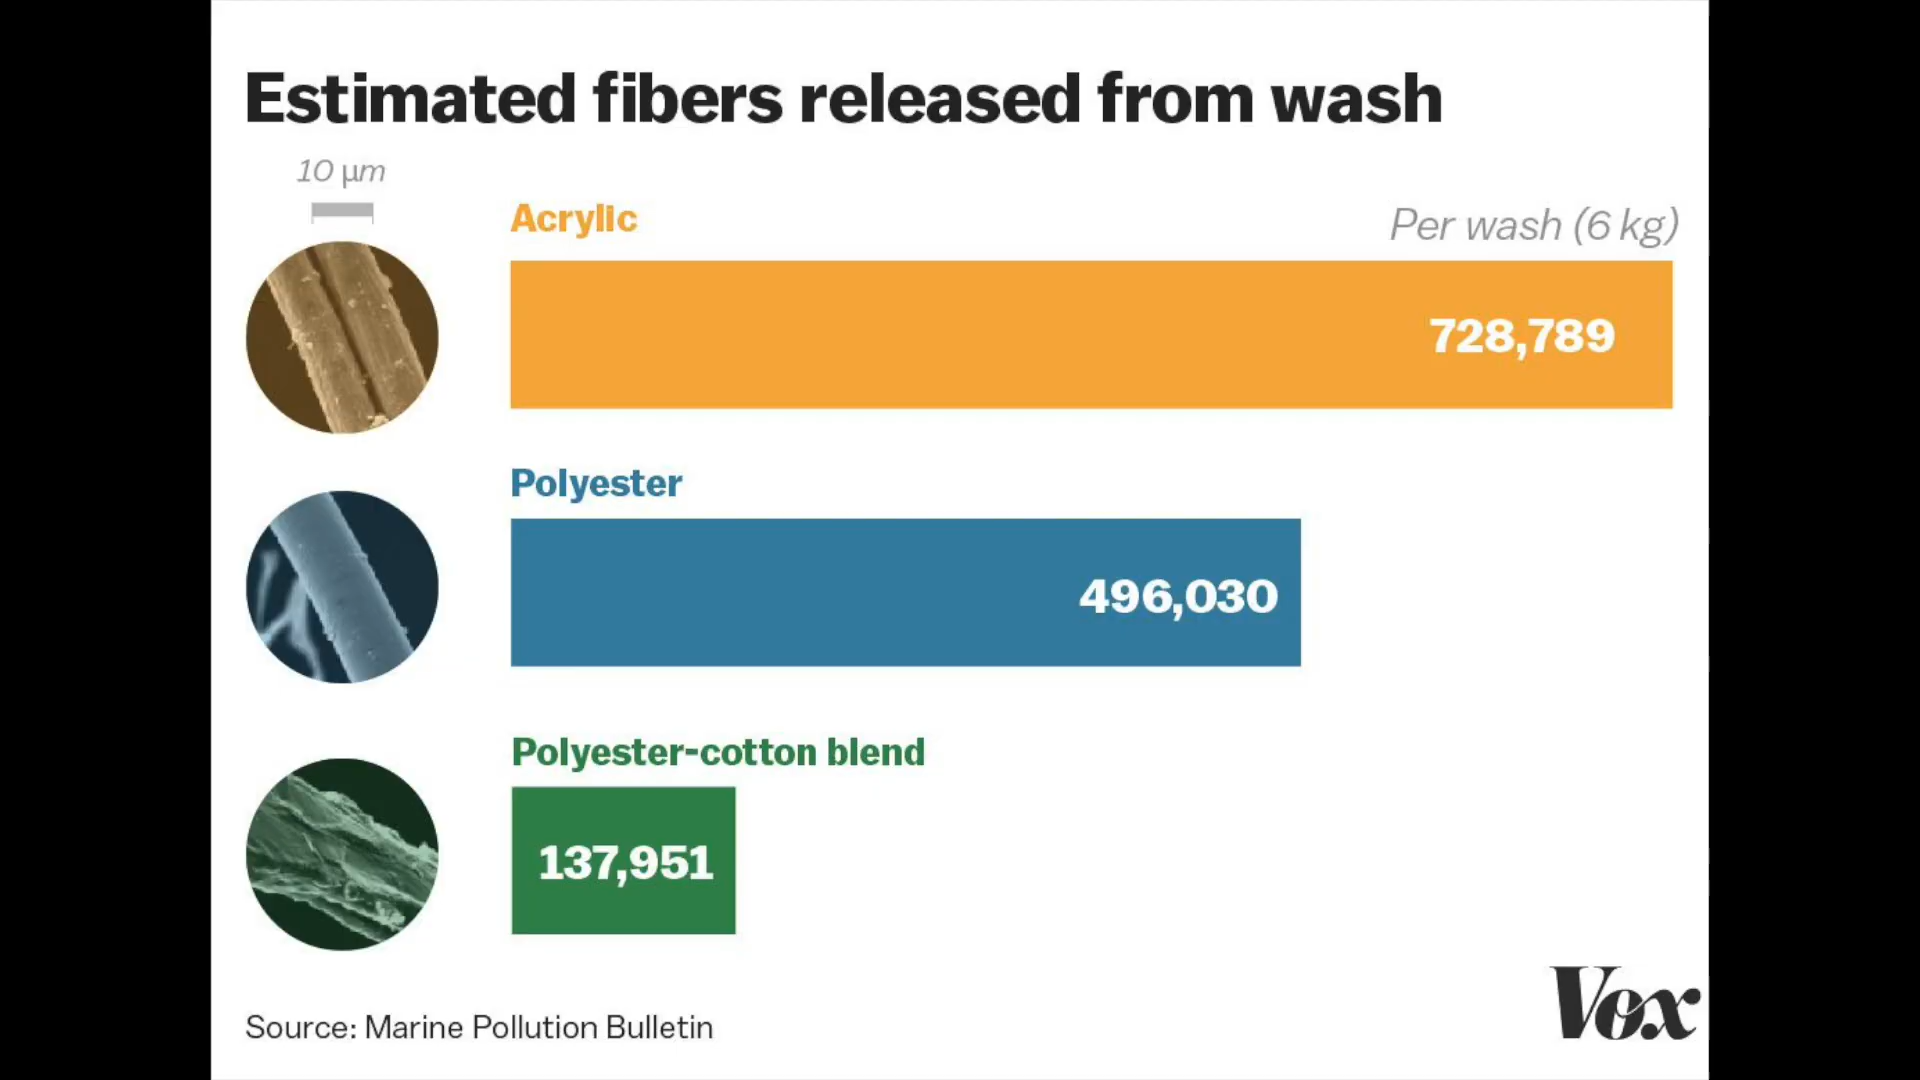 Estimated fibers released from wash
10 µm
Acrylic
Per wash (6 kg)
728,789
Polyester
496,030
Polyester-cotton blend
137,951
Source: Marine Pollution Bulletin
Vox